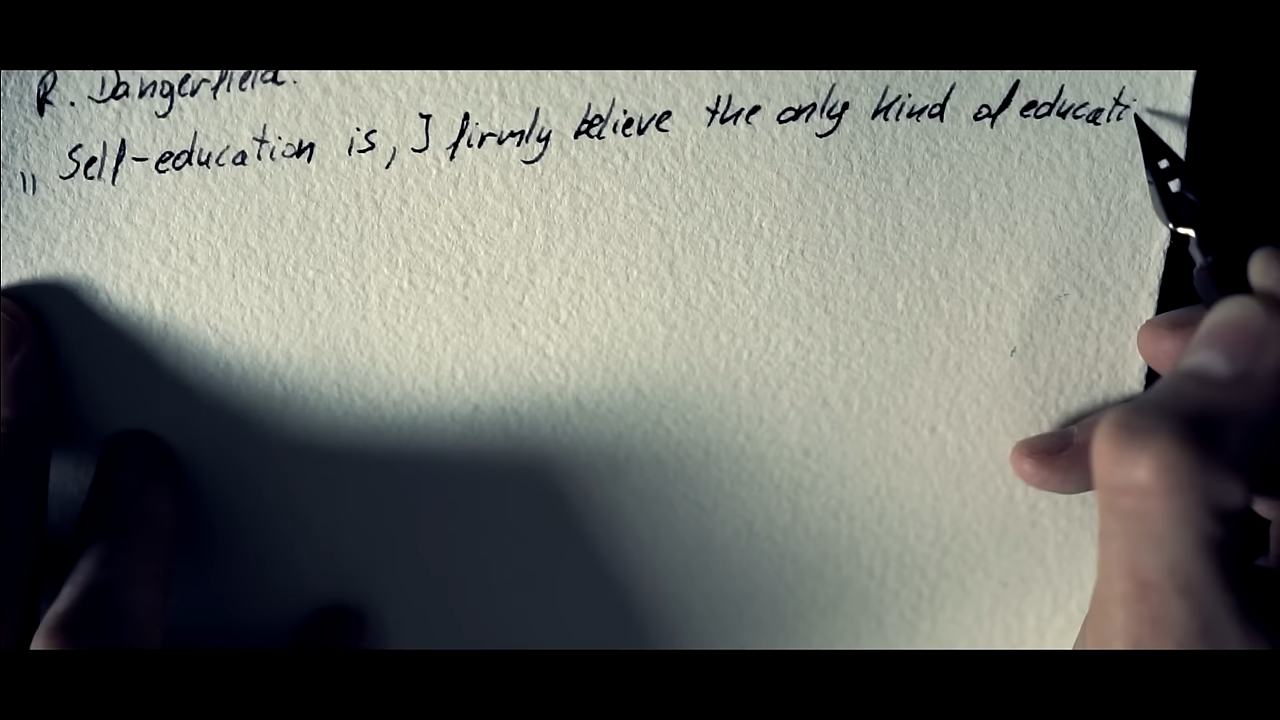 R. Dangerfield.
„ Self-education is, I firmly believe the only kind of educati